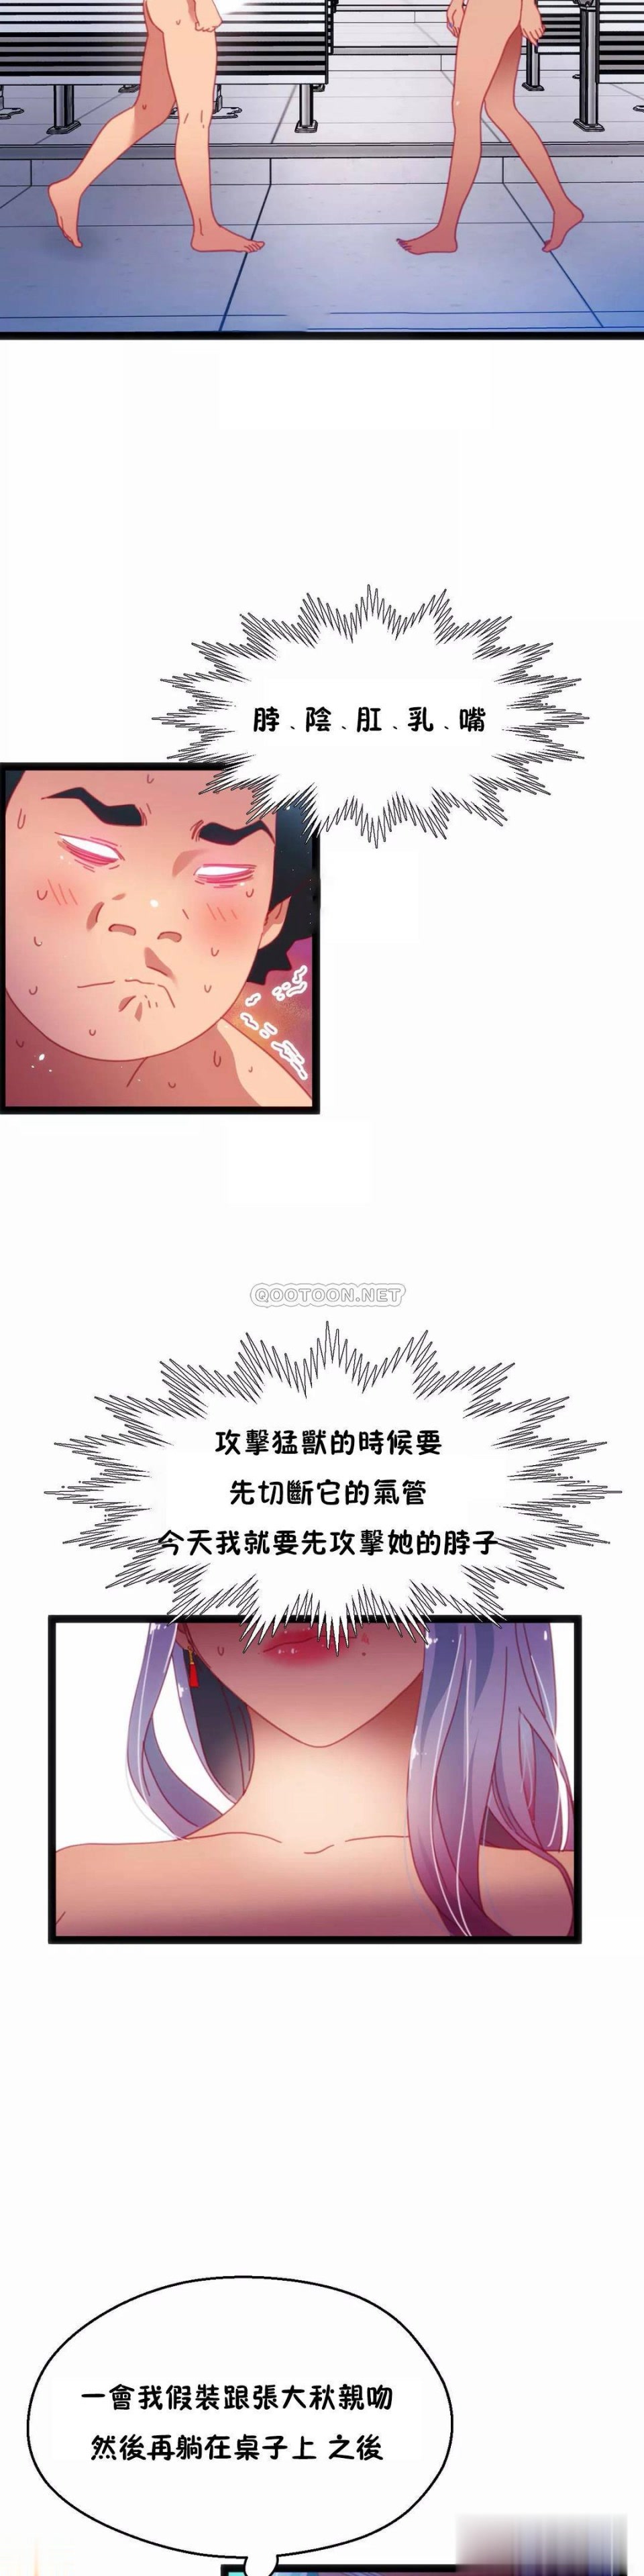 脖、陰、肛、乳、嘴
QOOTOON.NET
攻擊猛獸的時候要
先切斷它的氣管
今天我就要先攻擊她的脖子
一會我假裝跟張大秋親吻
然後再躺在桌子上 之後